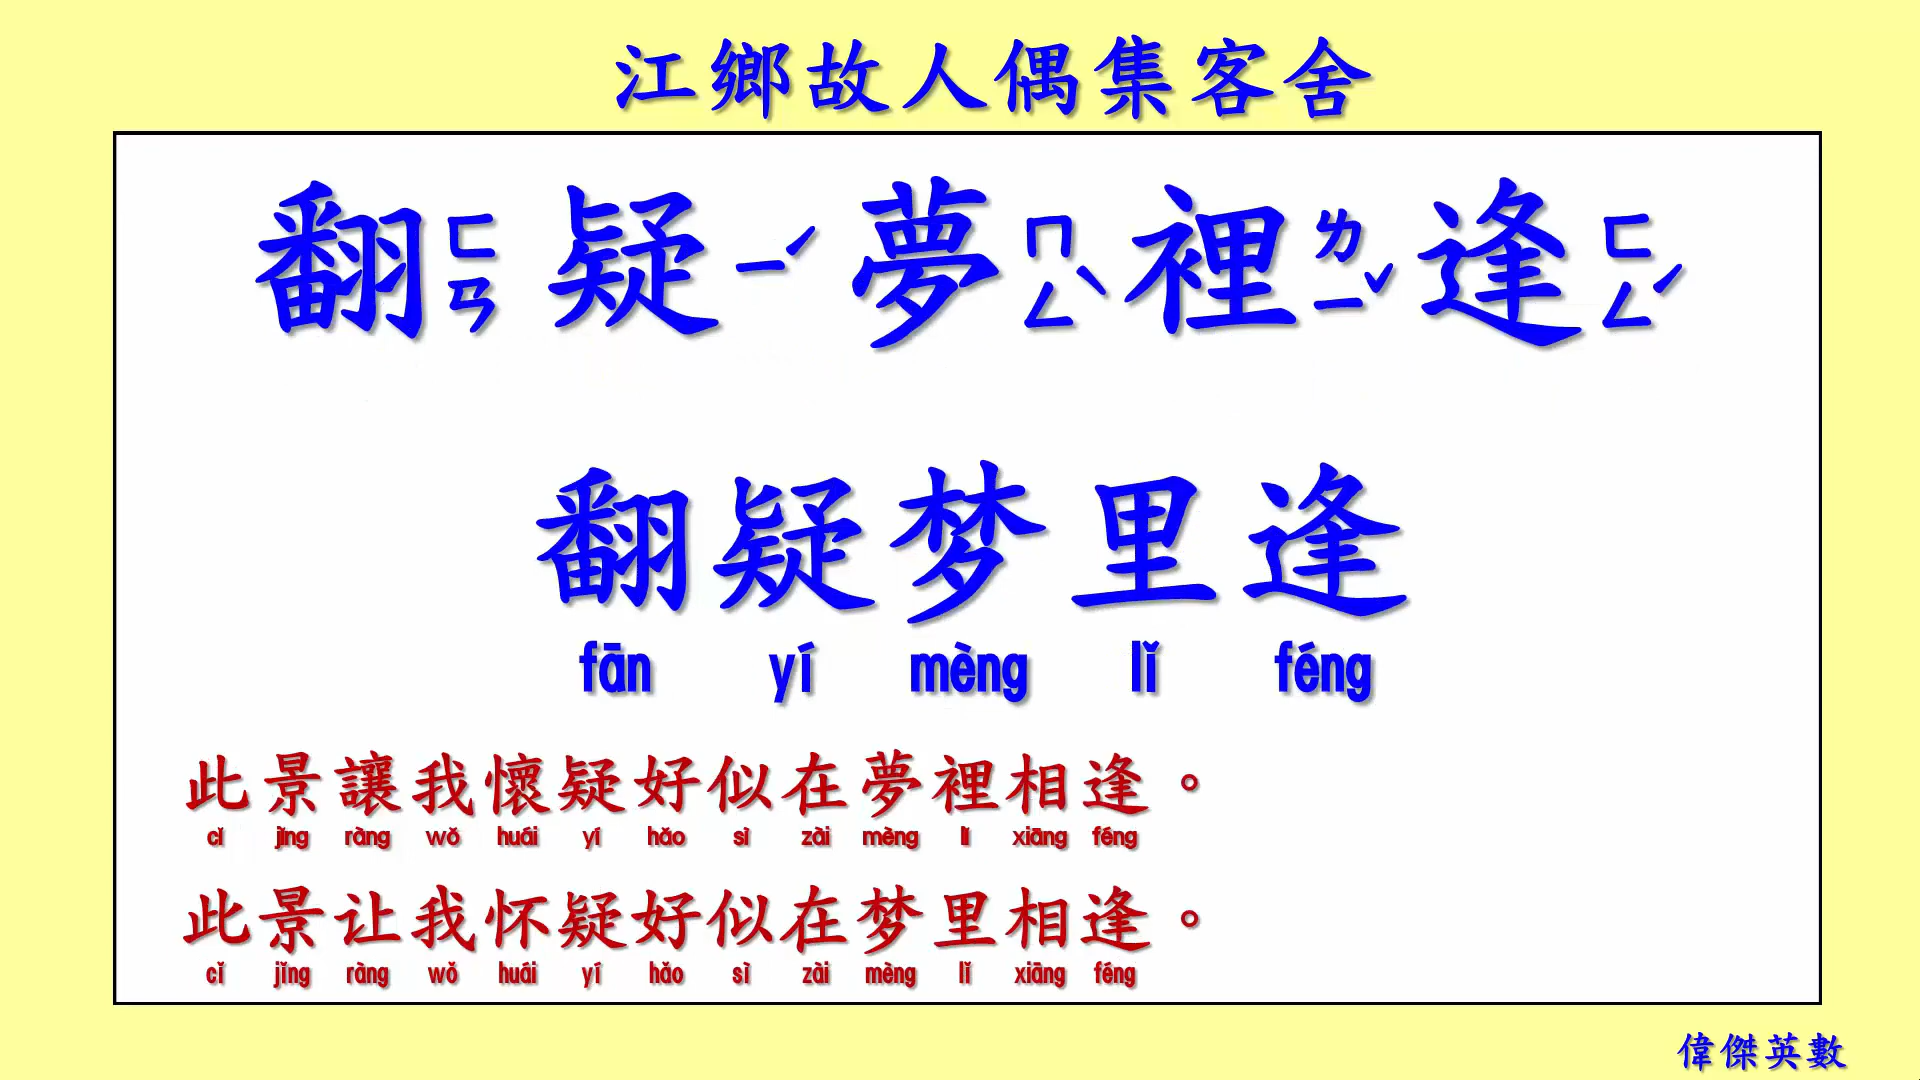 江鄉故人偶集客舍
翻ㄈㄢ 疑ㄧˊ 夢ㄇㄥˋ 裡ㄌㄧˇ 逢ㄈㄥˊ
翻疑梦里逢
fān yí mèng lǐ féng
此景讓我懷疑好似在夢裡相逢。
cǐ jǐng ràng wǒ huái yí hǎo sì zài mèng lǐ xiāng féng
此景让我怀疑好似在梦里相逢。
cǐ jǐng ràng wǒ huái yí hǎo sì zài mèng lǐ xiāng féng
偉傑英數